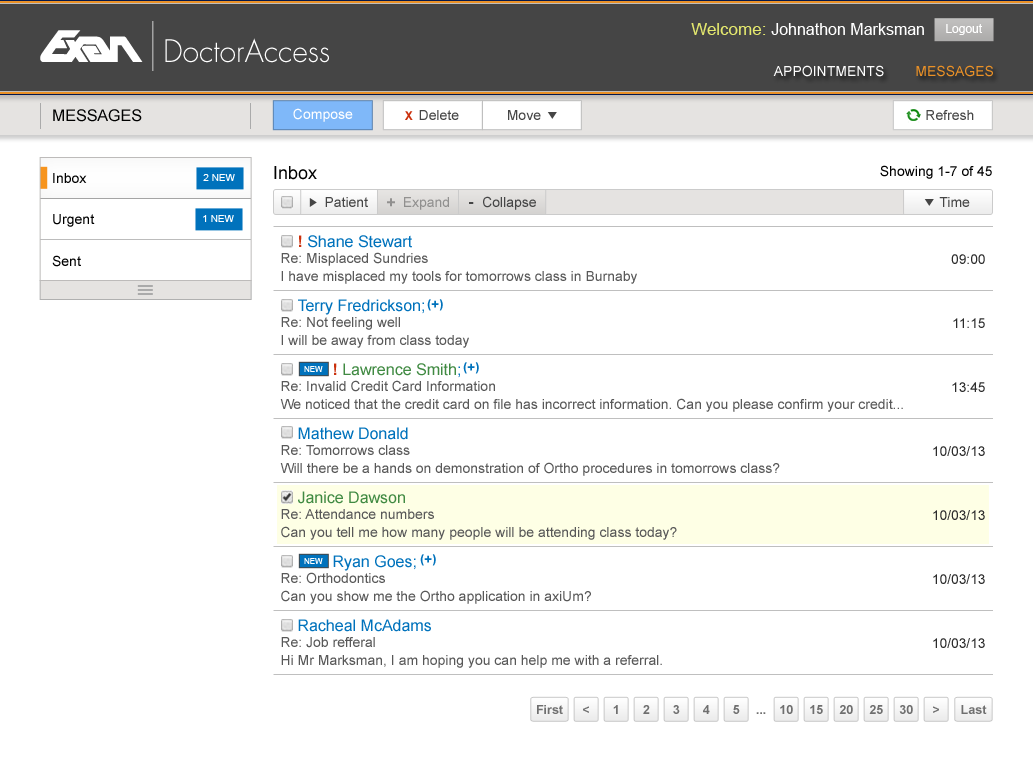 Exan DoctorAccess
Welcome: Johnathon Marksman Logout
APPOINTMENTS MESSAGES
MESSAGES Compose X Delete Move ▼ Refresh
Inbox 2 NEW
Urgent 1 NEW
Sent
Inbox Showing 1-7 of 45
▶ Patient + Expand - Collapse ▼ Time
! Shane Stewart
Re: Misplaced Sundries 09:00
I have misplaced my tools for tomorrows class in Burnaby
Terry Fredrickson;(+)
Re: Not feeling well 11:15
I will be away from class today
NEW ! Lawrence Smith;(+)
Re: Invalid Credit Card Information 13:45
We noticed that the credit card on file has incorrect information. Can you please confirm your credit...
Mathew Donald
Re: Tomorrows class 10/03/13
Will there be a hands on demonstration of Ortho procedures in tomorrows class?
Janice Dawson
Re: Attendance numbers 10/03/13
Can you tell me how many people will be attending class today?
NEW Ryan Goes; (+)
Re: Orthodontics 10/03/13
Can you show me the Ortho application in axiUm?
Racheal McAdams
Re: Job refferal 10/03/13
Hi Mr Marksman, I am hoping you can help me with a referral.
First < 1 2 3 4 5 ... 10 15 20 25 30 > Last